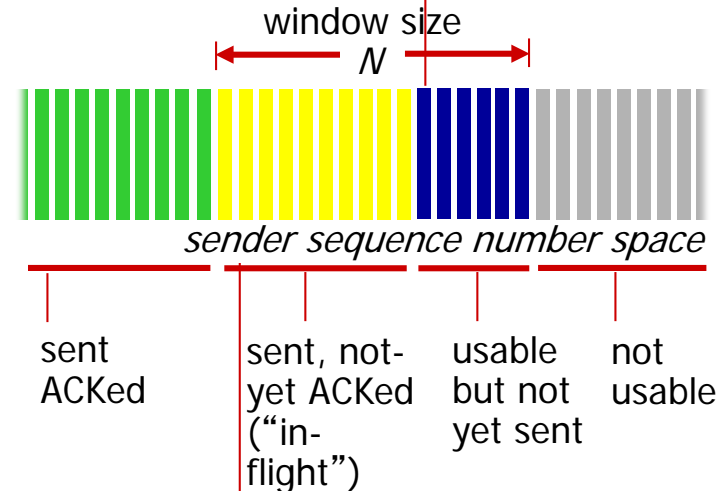 window size
N
sender sequence number space
sent
ACKed
sent, not-
yet ACKed
(“in-
flight”)
usable
but not
yet sent
not
usable